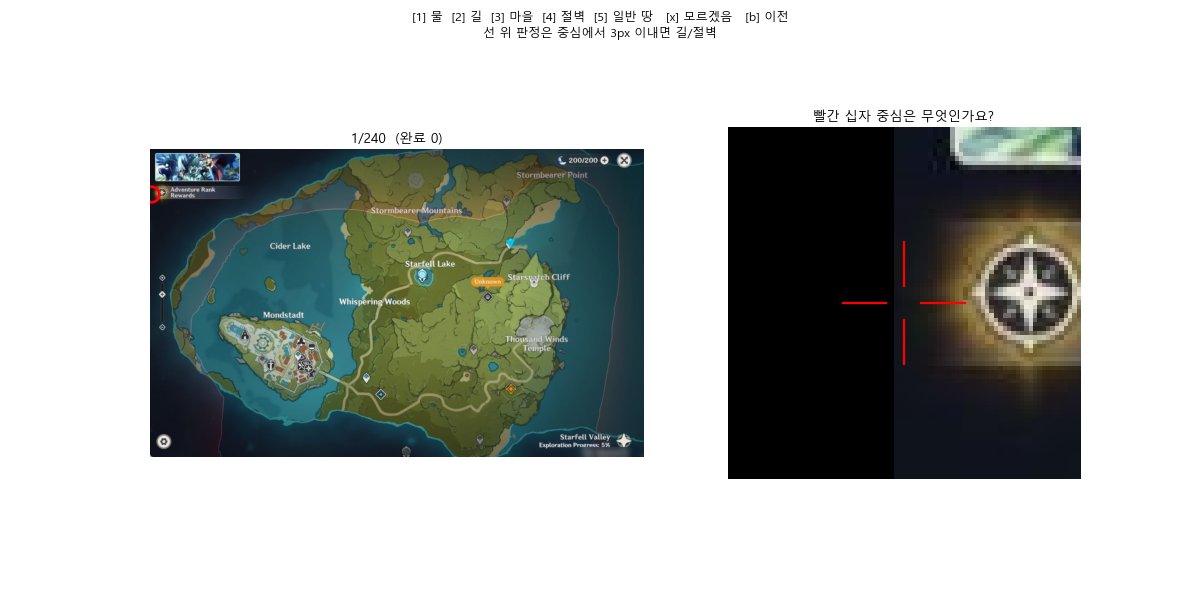 [1] 물 [2] 길 [3] 마을 [4] 절벽 [5] 일반 땅 [x] 모르겠음 [b] 이전
선 위 판정은 중심에서 3px 이내면 길/절벽
1/240 (완료 0)
빨간 십자 중심은 무엇인가요?
200/200
Stormbearer Point
Adventure Rank
Rewards
Stormbearer Mountains
Cider Lake
Starfell Lake
Starsnatch Cliff
Unknown
Whispering Woods
Mondstadt
Thousand Winds
Temple
Starfell Valley
Exploration Progress: 5%